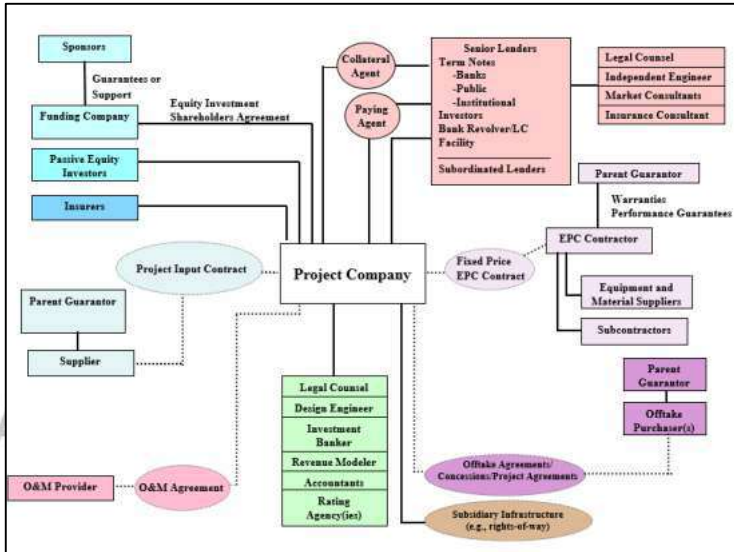 Sponsors
Guarantees or
Support
Funding Company
Equity Investment
Shareholders Agreement
Passive Equity
Investors
Insurers
Collateral
Agent
Paying
Agent
Senior Lenders
Term Notes
-Banks
-Public
-Institutional
Investors
Bank Revolver/LC
Facility
Subordinated Lenders
Legal Counsel
Independent Engineer
Market Consultants
Insurance Consultant
Parent Guarantor
Warranties
Performance Guarantees
EPC Contractor
Fixed Price
EPC Contract
Equipment and
Material Suppliers
Subcontractors
Project Input Contract
Project Company
Parent Guarantor
Supplier
Legal Counsel
Design Engineer
Investment
Banker
Revenue Modeler
Accountants
Rating
Agency(ies)
Parent
Guarantor
Offtake
Purchaser(s)
O&M Provider
O&M Agreement
Offtake Agreements/
Concessions/Project Agreements
Subsidiary Infrastructure
(e.g., rights-of-way)